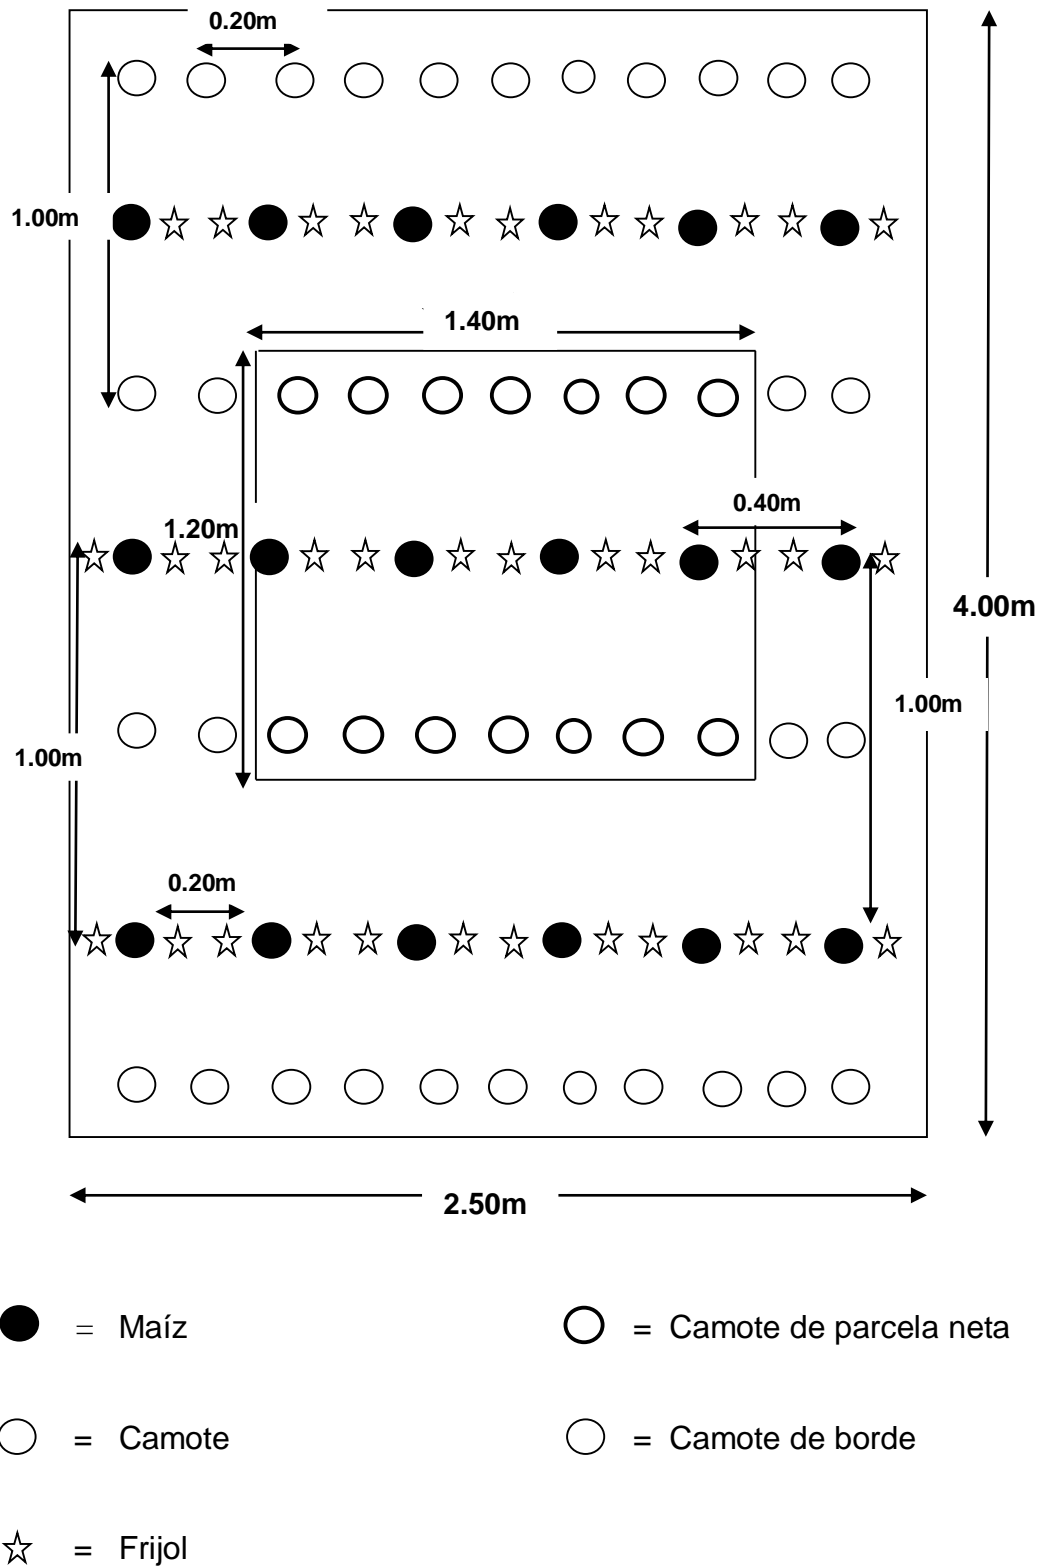 0.20m
1.00m
1.40m
0.40m
1.20m
4.00m
1.00m
1.00m
0.20m
2.50m
= Maíz
= Camote de parcela neta
= Camote
= Camote de borde
= Frijol